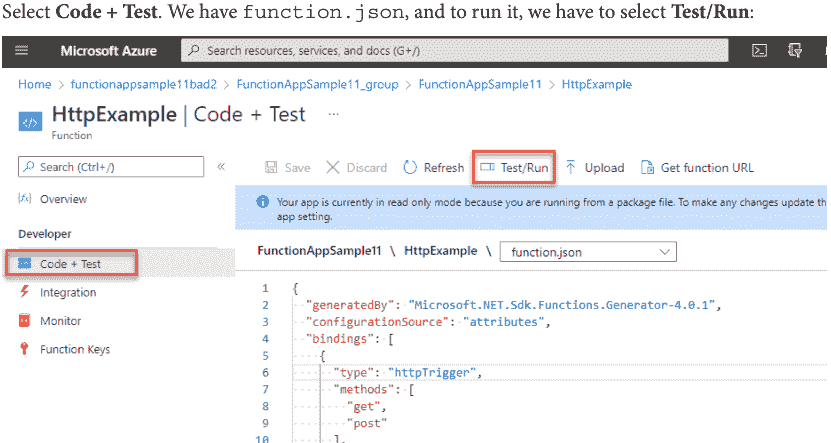 Select Code + Test. We have function.json, and to run it, we have to select Test/Run:
Microsoft Azure
Search resources, services, and docs (G+/)
Home > functionappsample11bad2 > FunctionAppSample11_group > FunctionAppSample11 > HttpExample
HttpExample | Code + Test ...
Function
Search (Ctrl+/) «
Save Discard Refresh Test/Run Upload Get function URL
Overview
Developer
Code + Test
Integration
Monitor
Function Keys
Your app is currently in read only mode because you are running from a package file. To make any changes update th
app setting.
FunctionAppSample11 \ HttpExample \ function.json
1 {
2 "generatedBy": "Microsoft.NET.Sdk.Functions.Generator-4.0.1",
3 "configurationSource": "attributes",
4 "bindings": [
5 {
6 "type": "httpTrigger",
7 "methods": [
8 "get",
9 "post"
10 ],